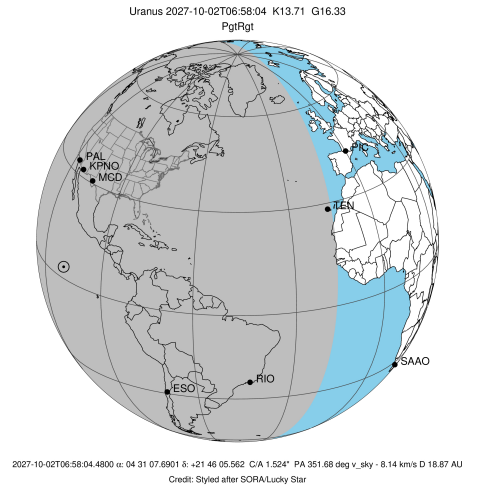 Uranus 2027-10-02T06:58:04 K13.71 G16.33
PgtRgt
PIC
PAL
KPNO
MCD
TEN
SAAO
RIO
ESO
2027-10-02T06:58:04.4800 α: 04 31 07.6901 δ: +21 46 05.562 C/A 1.524" PA 351.68 deg v_sky - 8.14 km/s D 18.87 AU
Credit: Styled after SORA/Lucky Star